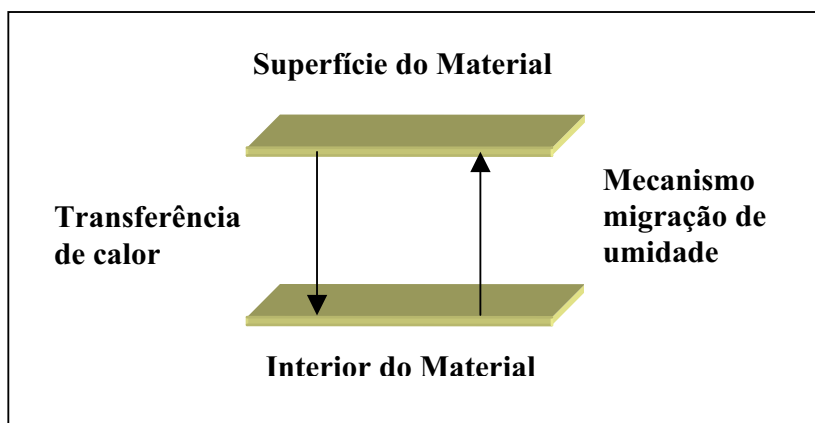 Superfície do Material
Transferência
de calor
Mecanismo
migração de
umidade
Interior do Material